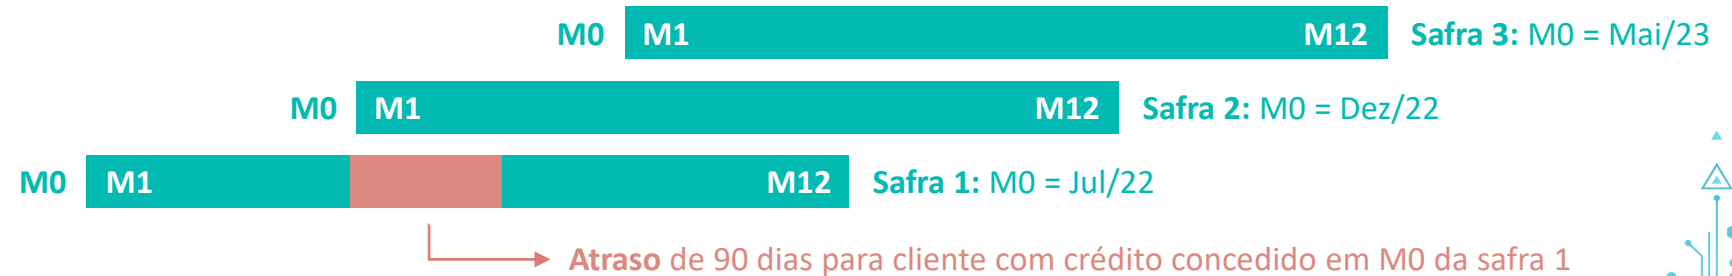 M0 M1 M12 Safra 3: M0 = Mai/23
M0 M1 M12 Safra 2: M0 = Dez/22
M0 M1 M12 Safra 1: M0 = Jul/22
Atraso de 90 dias para cliente com crédito concedido em M0 da safra 1